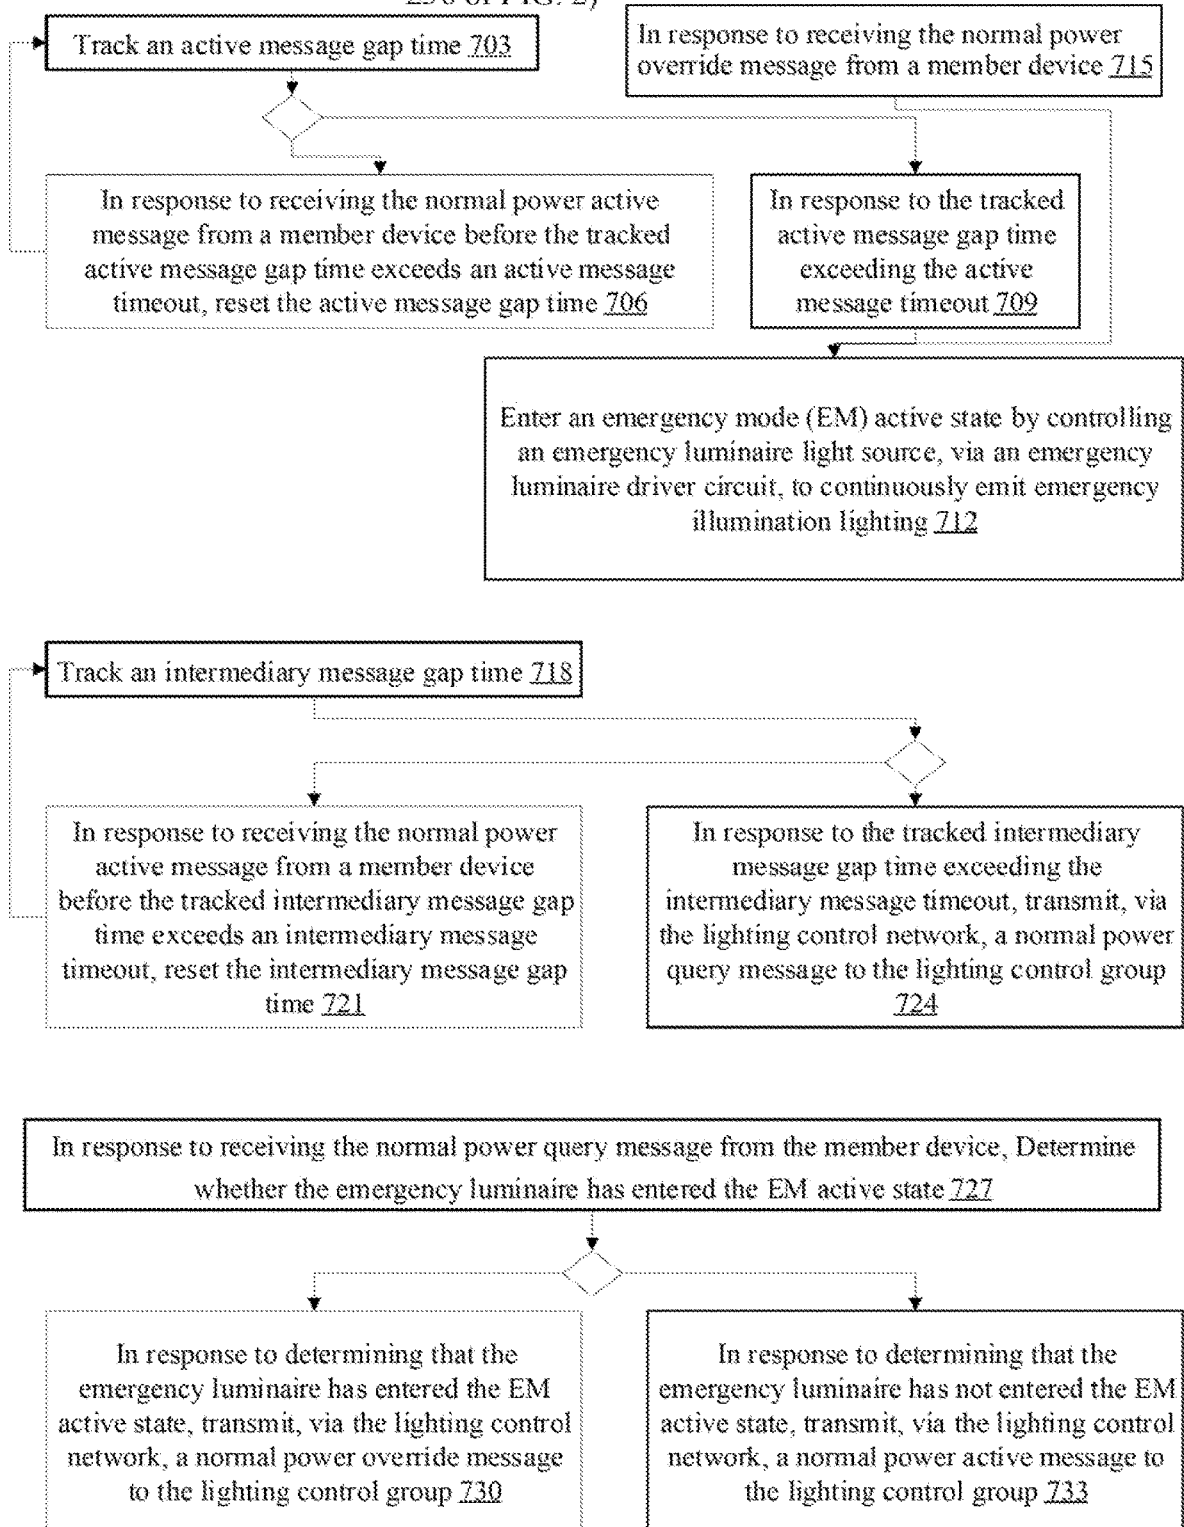 250 of FIG. 2)
Track an active message gap time 703
In response to receiving the normal power
override message from a member device 715
In response to receiving the normal power active
message from a member device before the tracked
active message gap time exceeds an active message
timeout, reset the active message gap time 706
In response to the tracked
active message gap time
exceeding the active
message timeout 709
Enter an emergency mode (EM) active state by controlling
an emergency luminaire light source, via an emergency
luminaire driver circuit, to continuously emit emergency
illumination lighting 712
Track an intermediary message gap time 718
In response to receiving the normal power
active message from a member device
before the tracked intermediary message gap
time exceeds an intermediary message
timeout, reset the intermediary message gap
time 721
In response to the tracked intermediary
message gap time exceeding the
intermediary message timeout, transmit, via
the lighting control network, a normal power
query message to the lighting control group
724
In response to receiving the normal power query message from the member device, Determine
whether the emergency luminaire has entered the EM active state 727
In response to determining that the
emergency luminaire has entered the EM
active state, transmit, via the lighting control
network, a normal power override message
to the lighting control group 730
In response to determining that the
emergency luminaire has not entered the EM
active state, transmit, via the lighting control
network, a normal power active message to
the lighting control group 733